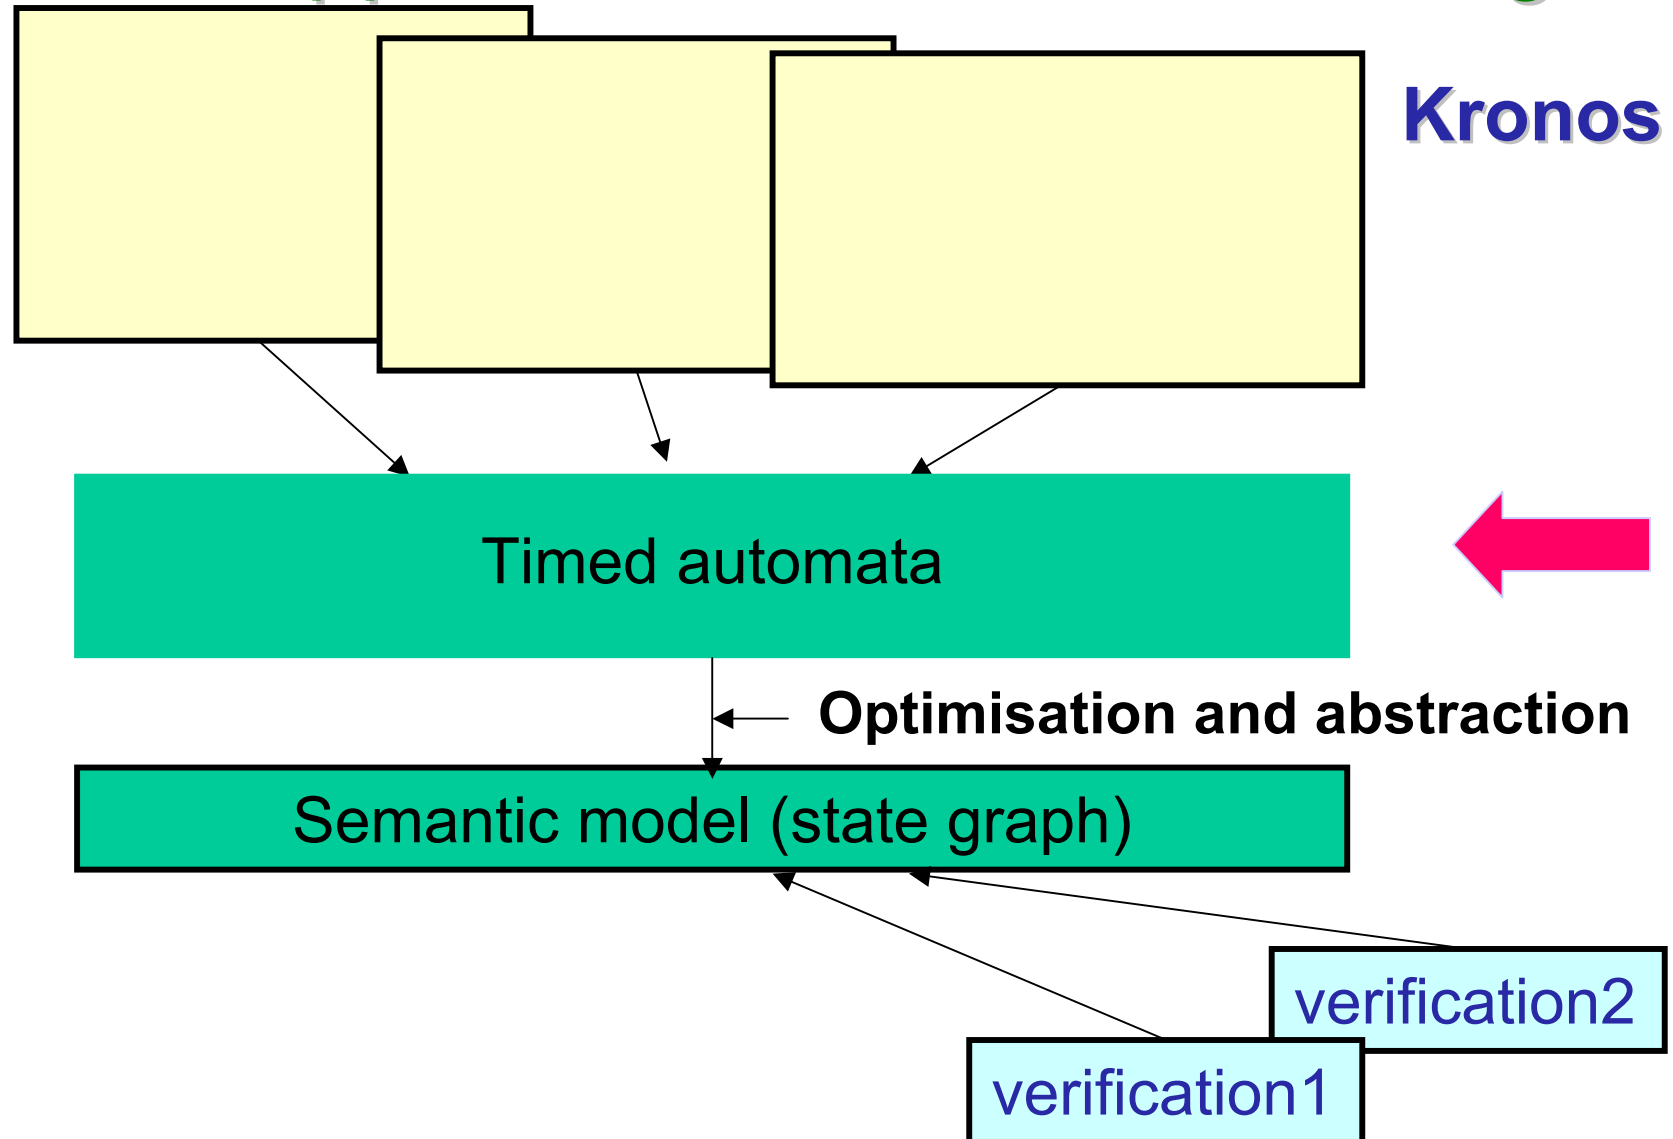 Kronos
Timed automata
Optimisation and abstraction
Semantic model (state graph)
verification2
verification1